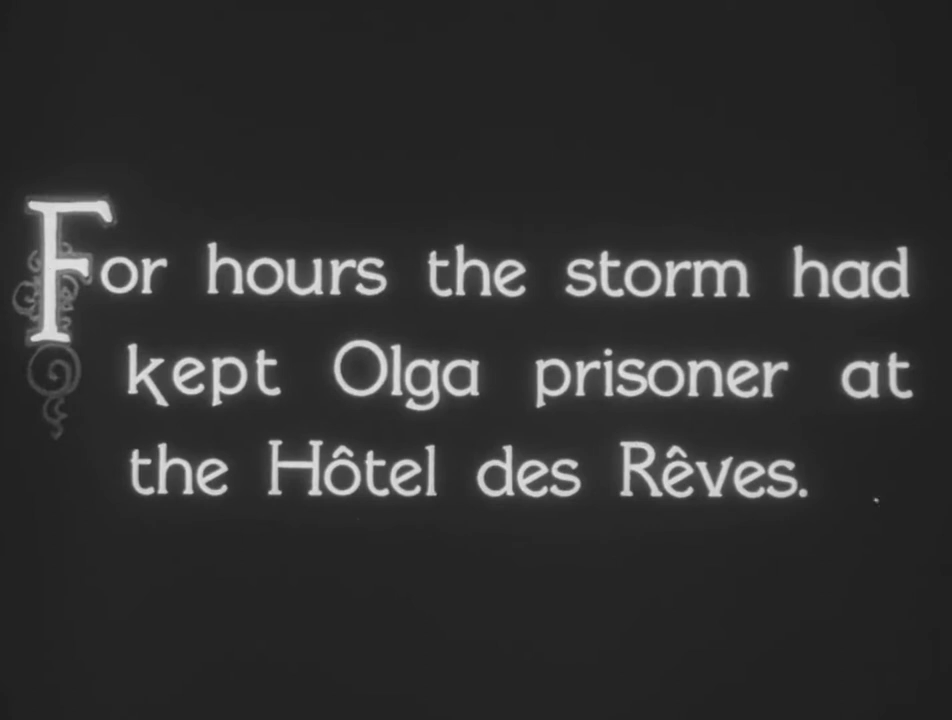 For hours the storm had
kept Olga prisoner at
the Hôtel des Rêves.